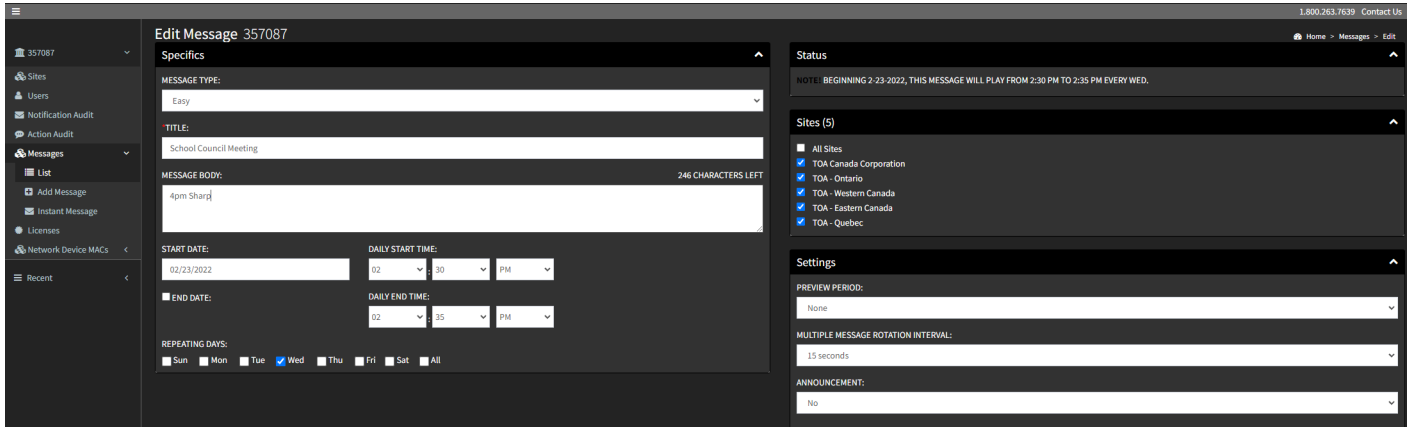 1.800.263.7639 Contact Us
Edit Message 357087
Home > Messages > Edit
357087
Sites
Users
Notification Audit
Action Audit
Messages
List
Add Message
Instant Message
Licenses
Network Device MACs
Recent
Specifics
MESSAGE TYPE:
Easy
*TITLE:
School Council Meeting
MESSAGE BODY: 246 CHARACTERS LEFT
4pm Sharp
START DATE: DAILY START TIME:
02/23/2022 02 : 30 PM
END DATE: DAILY END TIME:
02 : 35 PM
REPEATING DAYS:
Sun Mon Tue Wed Thu Fri Sat All
Status
NOTE! BEGINNING 2-23-2022, THIS MESSAGE WILL PLAY FROM 2:30 PM TO 2:35 PM EVERY WED.
Sites (5)
All Sites
TOA Canada Corporation
TOA - Ontario
TOA - Western Canada
TOA - Eastern Canada
TOA - Quebec
Settings
PREVIEW PERIOD:
None
MULTIPLE MESSAGE ROTATION INTERVAL:
15 seconds
ANNOUNCEMENT:
No